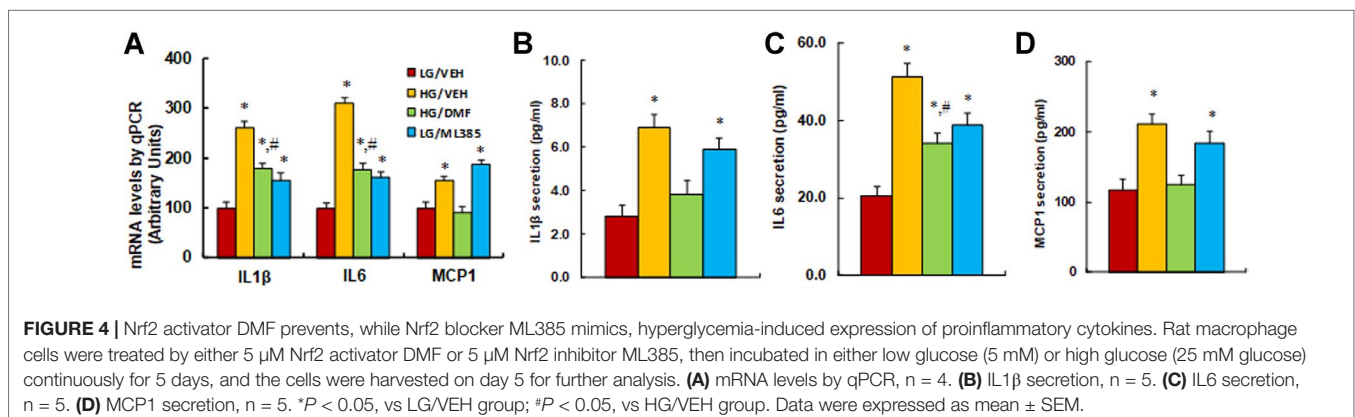 A
mRNA levels by qPCR
(Arbitrary Units)
400
300
200
100
0
*
*,#
*
*
*,#
*
*
*
IL1β
IL6
MCP1
LG/VEH
HG/VEH
HG/DMF
LG/ML385
B
IL1β secretion (pg/ml)
10.0
8.0
6.0
4.0
2.0
0.0
*
*
C
IL6 secretion (pg/ml)
60.0
40.0
20.0
0.0
*
*,#
*
D
MCP1 secretion (pg/ml)
300
200
100
0
*
*
FIGURE 4 | Nrf2 activator DMF prevents, while Nrf2 blocker ML385 mimics, hyperglycemia-induced expression of proinflammatory cytokines. Rat macrophage
cells were treated by either 5 µM Nrf2 activator DMF or 5 µM Nrf2 inhibitor ML385, then incubated in either low glucose (5 mM) or high glucose (25 mM glucose)
continuously for 5 days, and the cells were harvested on day 5 for further analysis. (A) mRNA levels by qPCR, n = 4. (B) IL1β secretion, n = 5. (C) IL6 secretion,
n = 5. (D) MCP1 secretion, n = 5. *P < 0.05, vs LG/VEH group; #P < 0.05, vs HG/VEH group. Data were expressed as mean ± SEM.